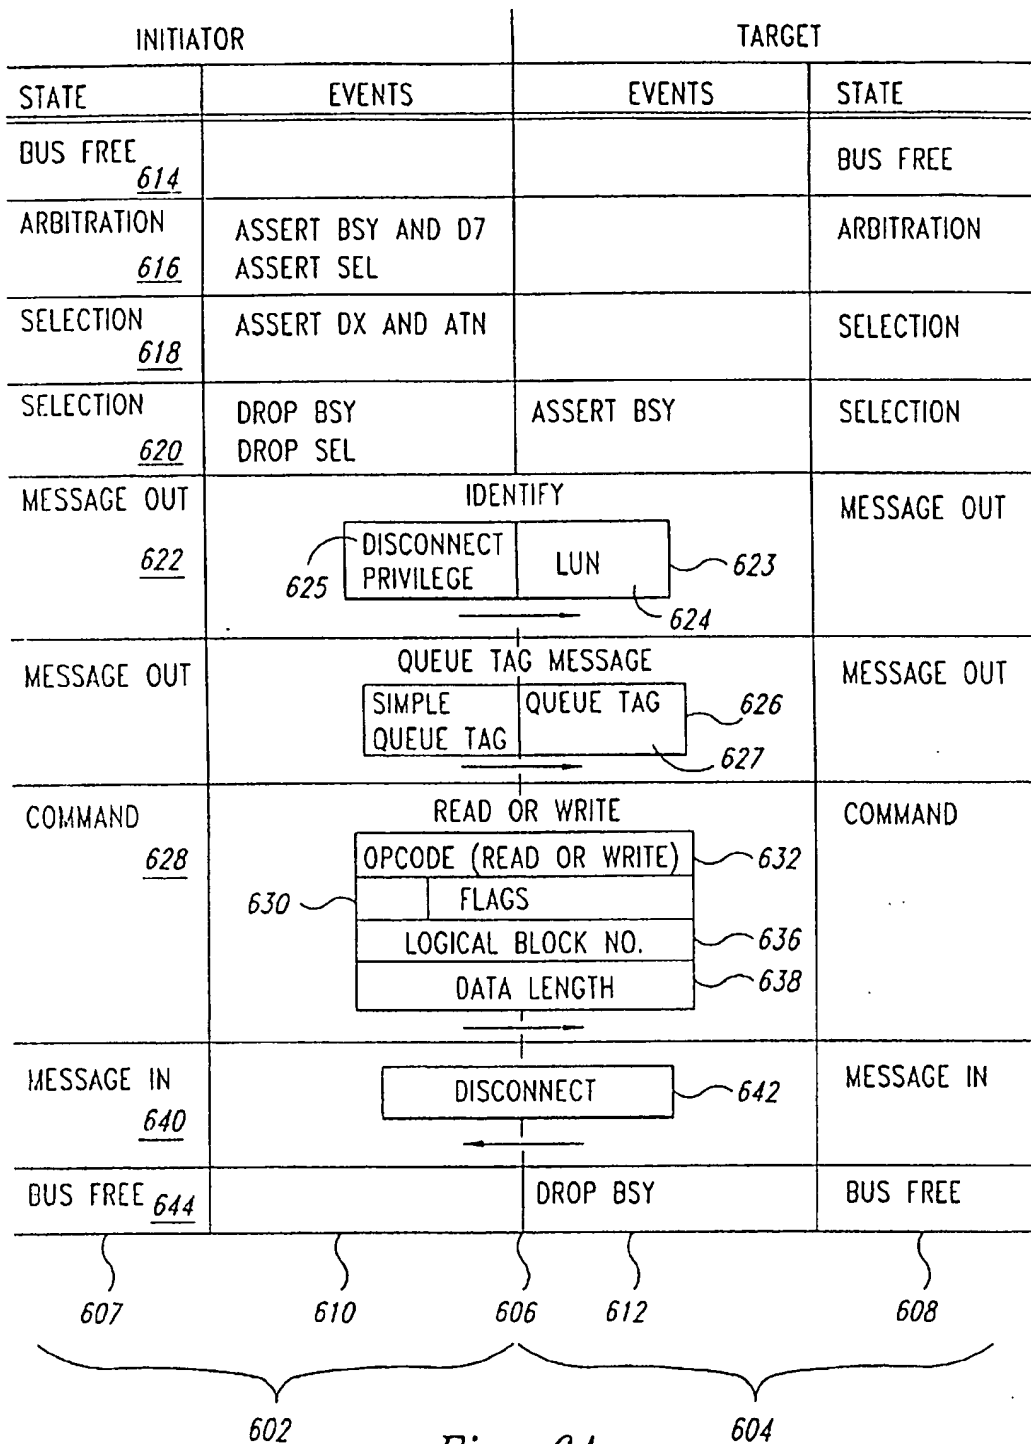 INITIATOR TARGET
STATE EVENTS EVENTS STATE
BUS FREE 614 BUS FREE
ARBITRATION 616 ASSERT BSY AND D7 ARBITRATION
ASSERT SEL
SELECTION 618 ASSERT DX AND ATN SELECTION
SELECTION 620 DROP BSY ASSERT BSY SELECTION
DROP SEL
MESSAGE OUT 622 IDENTIFY MESSAGE OUT
625 DISCONNECT PRIVILEGE LUN 623
624
MESSAGE OUT QUEUE TAG MESSAGE MESSAGE OUT
SIMPLE QUEUE TAG QUEUE TAG 626
627
COMMAND 628 READ OR WRITE COMMAND
OPCODE (READ OR WRITE) 632
630 FLAGS
LOGICAL BLOCK NO. 636
DATA LENGTH 638
MESSAGE IN 640 DISCONNECT 642 MESSAGE IN
BUS FREE 644 DROP BSY BUS FREE
607 610 606 612 608
602 604